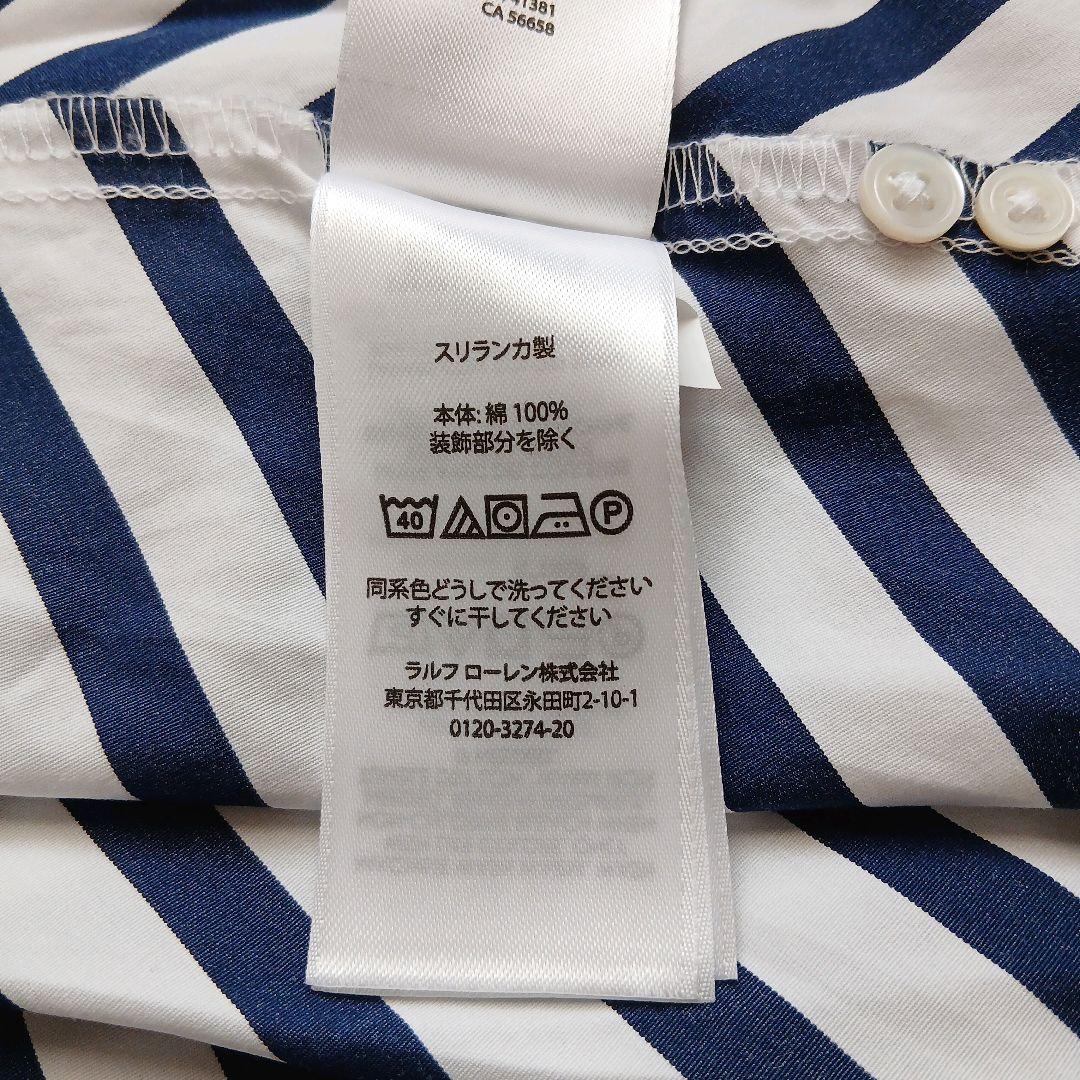 41381
CA 56658
スリランカ製
本体: 綿 100%
装飾部分を除く
40 P
同系色どうしで洗ってください
すぐに干してください
ラルフ ローレン株式会社
東京都千代田区永田町2-10-1
0120-3274-20